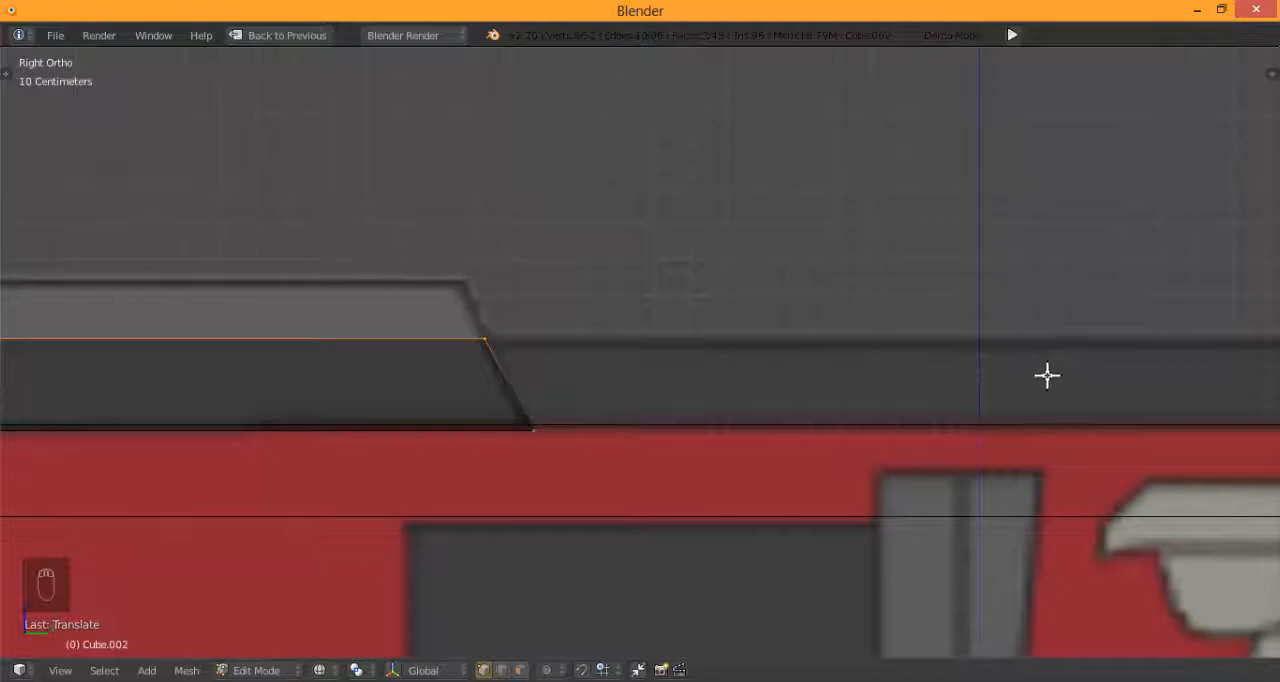 Blender
File Render Window Help Back to Previous Blender Render
Right Ortho
10 Centimeters
Last: Translate
(0) Cube.002
View Select Add Mesh Edit Mode Global